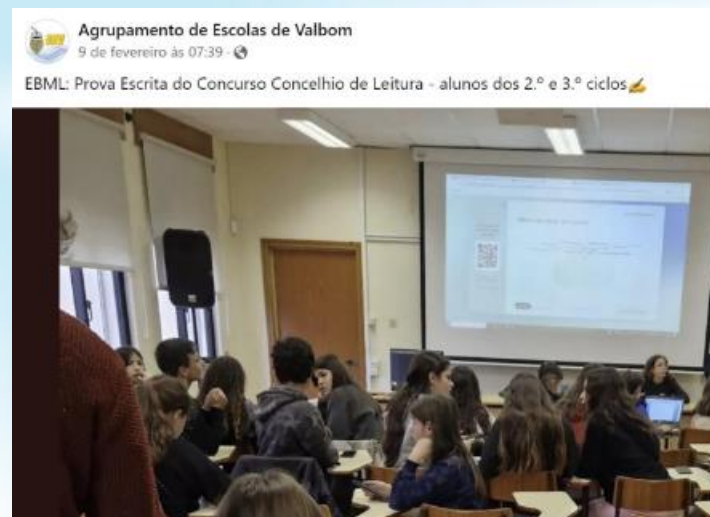 Agrupamento de Escolas de Valbom
9 de fevereiro às 07:39 ·
EBML: Prova Escrita do Concurso Concelhio de Leitura - alunos dos 2.º e 3.º ciclos✍️